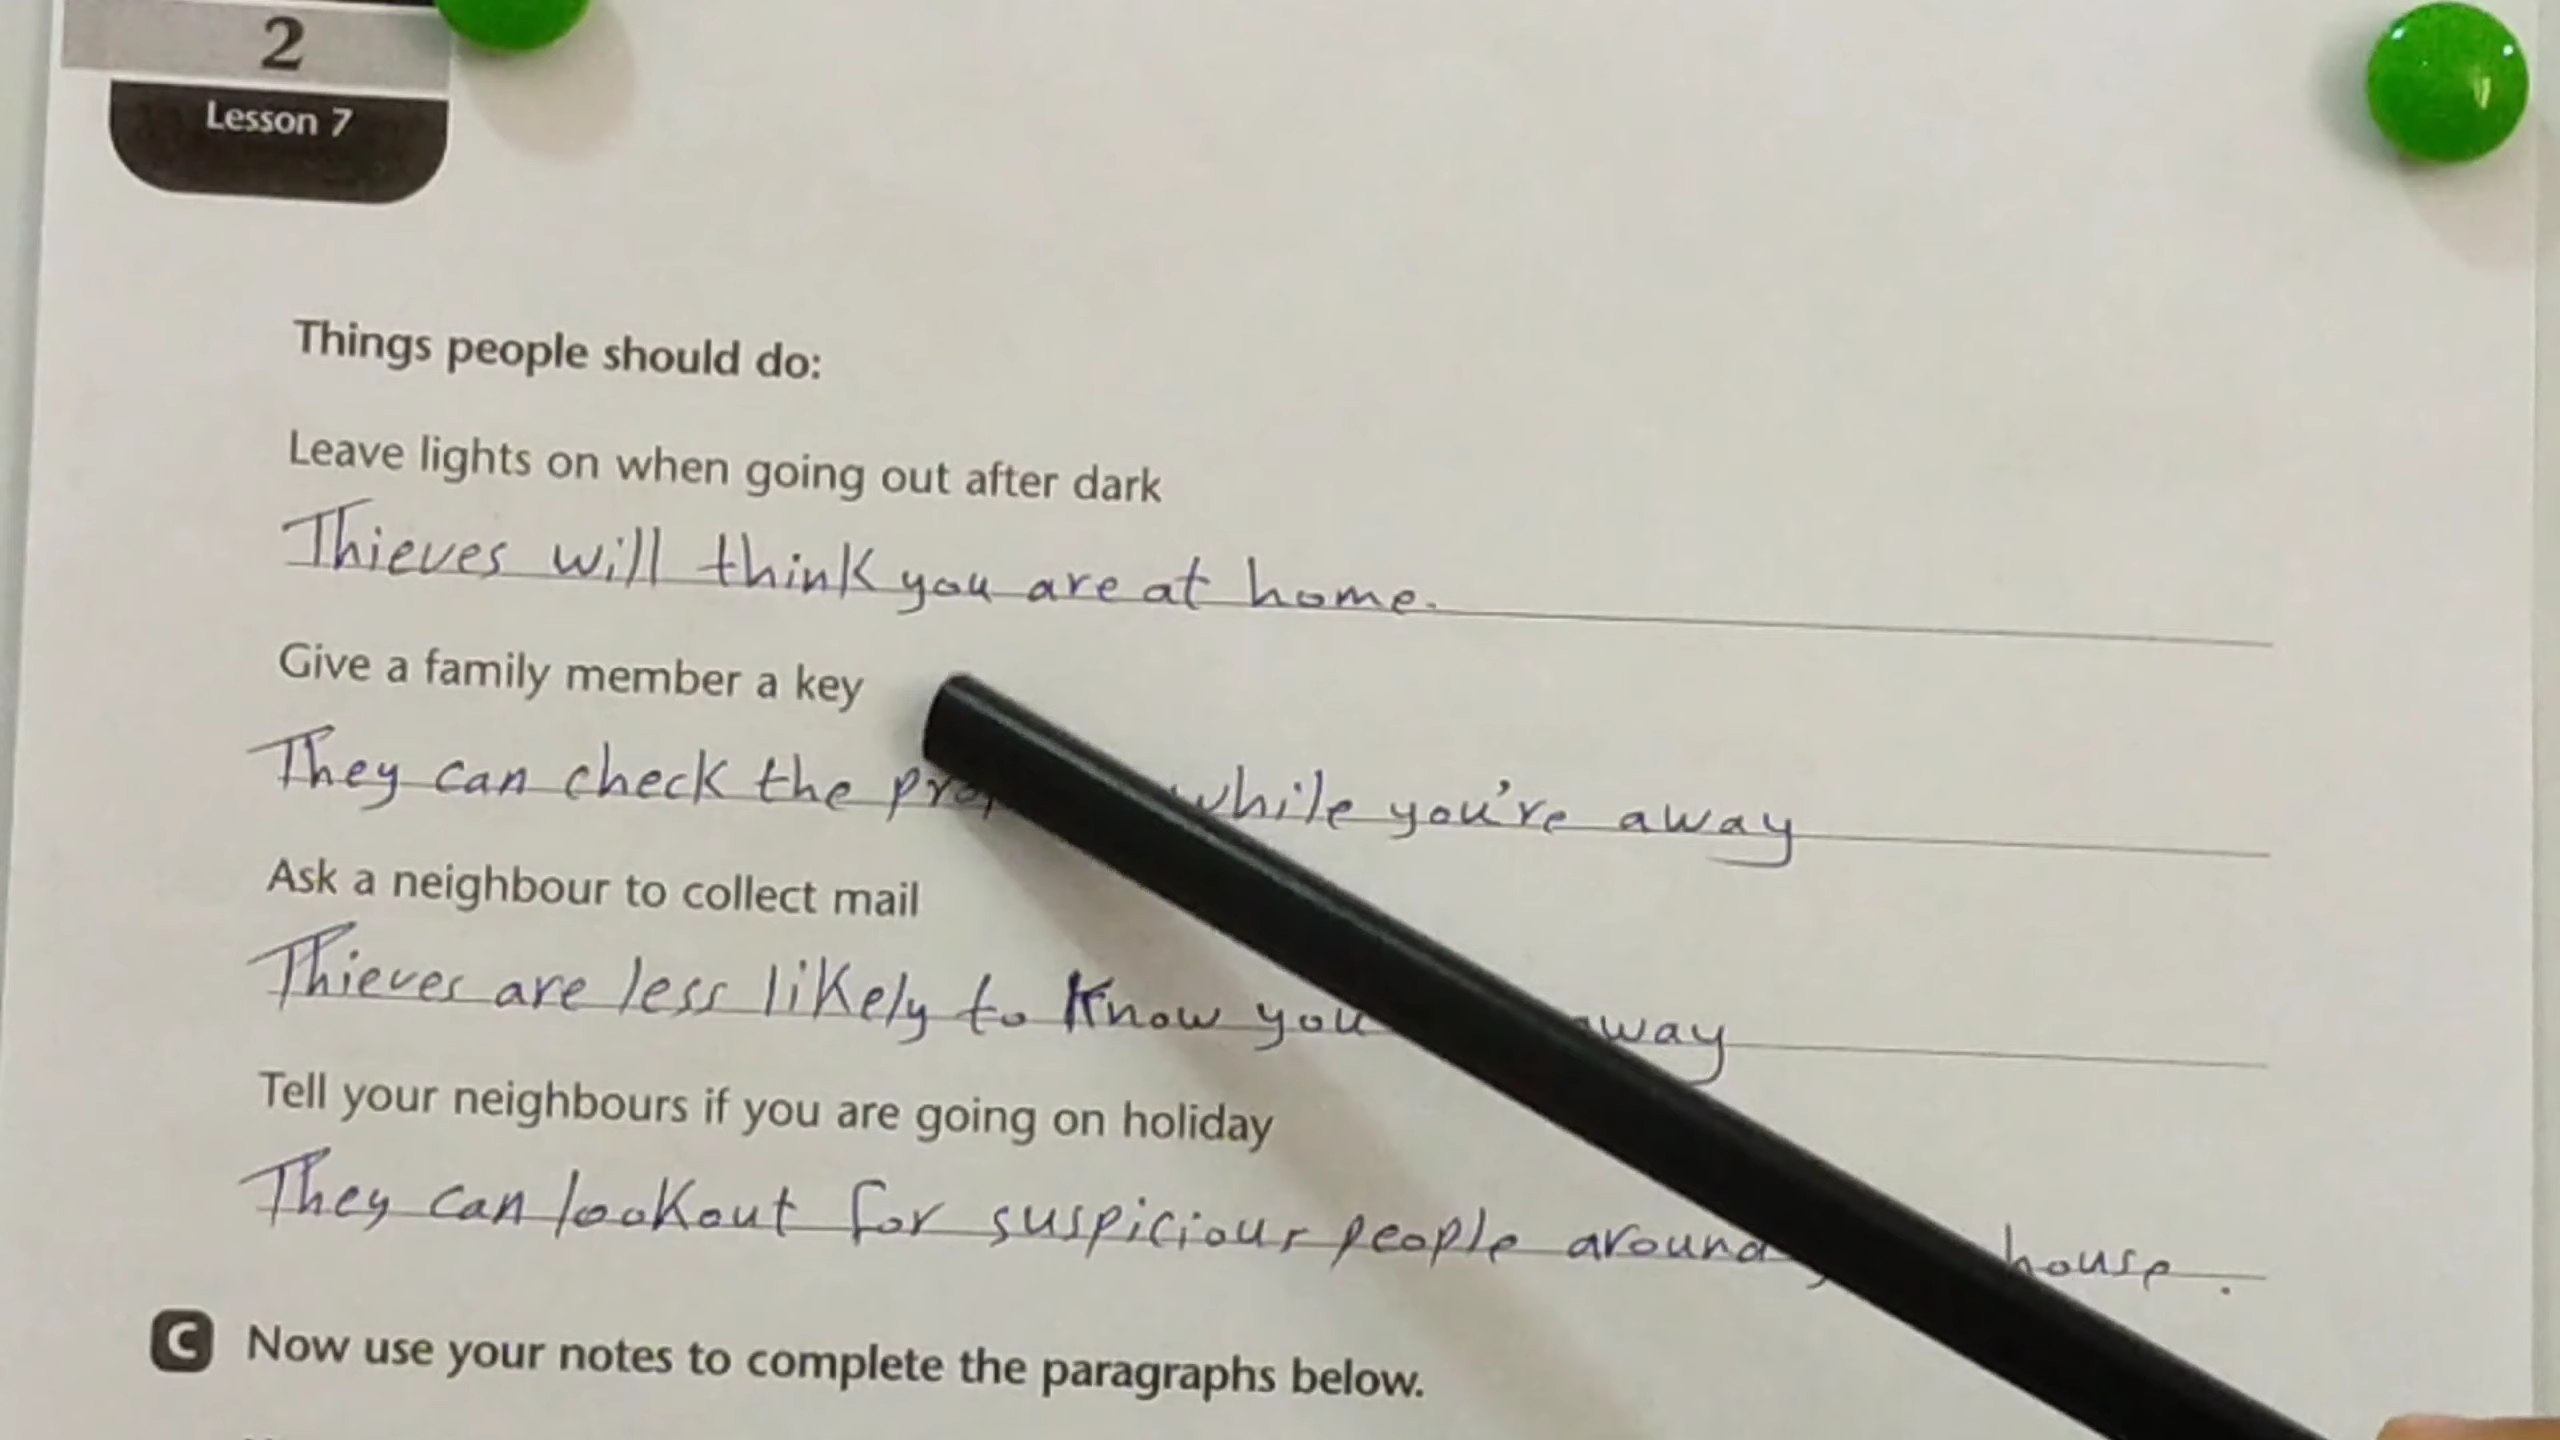 2
Lesson 7
Things people should do:
Leave lights on when going out after dark
Thieves will think you are at home.
Give a family member a key
They can check the while you're away
Ask a neighbour to collect mail
Thieves are less likely to know you away
Tell your neighbours if you are going on holiday
They can lookout for suspicious people around house.
C Now use your notes to complete the paragraphs below.